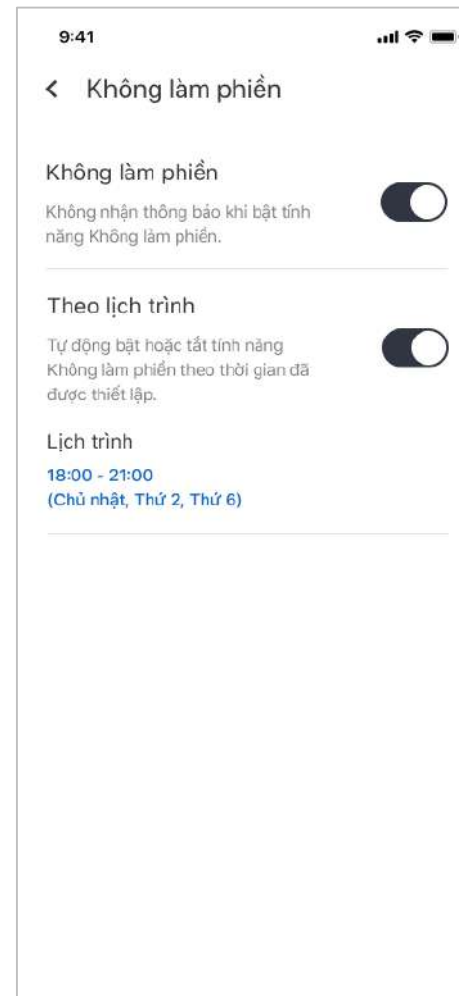 9:41
Không làm phiền
Không làm phiền
Không nhận thông báo khi bật tính
năng Không làm phiền.
Theo lịch trình
Tự động bật hoặc tắt tính năng
Không làm phiền theo thời gian đã
được thiết lập.
Lịch trình
18:00 - 21:00
(Chủ nhật, Thứ 2, Thứ 6)